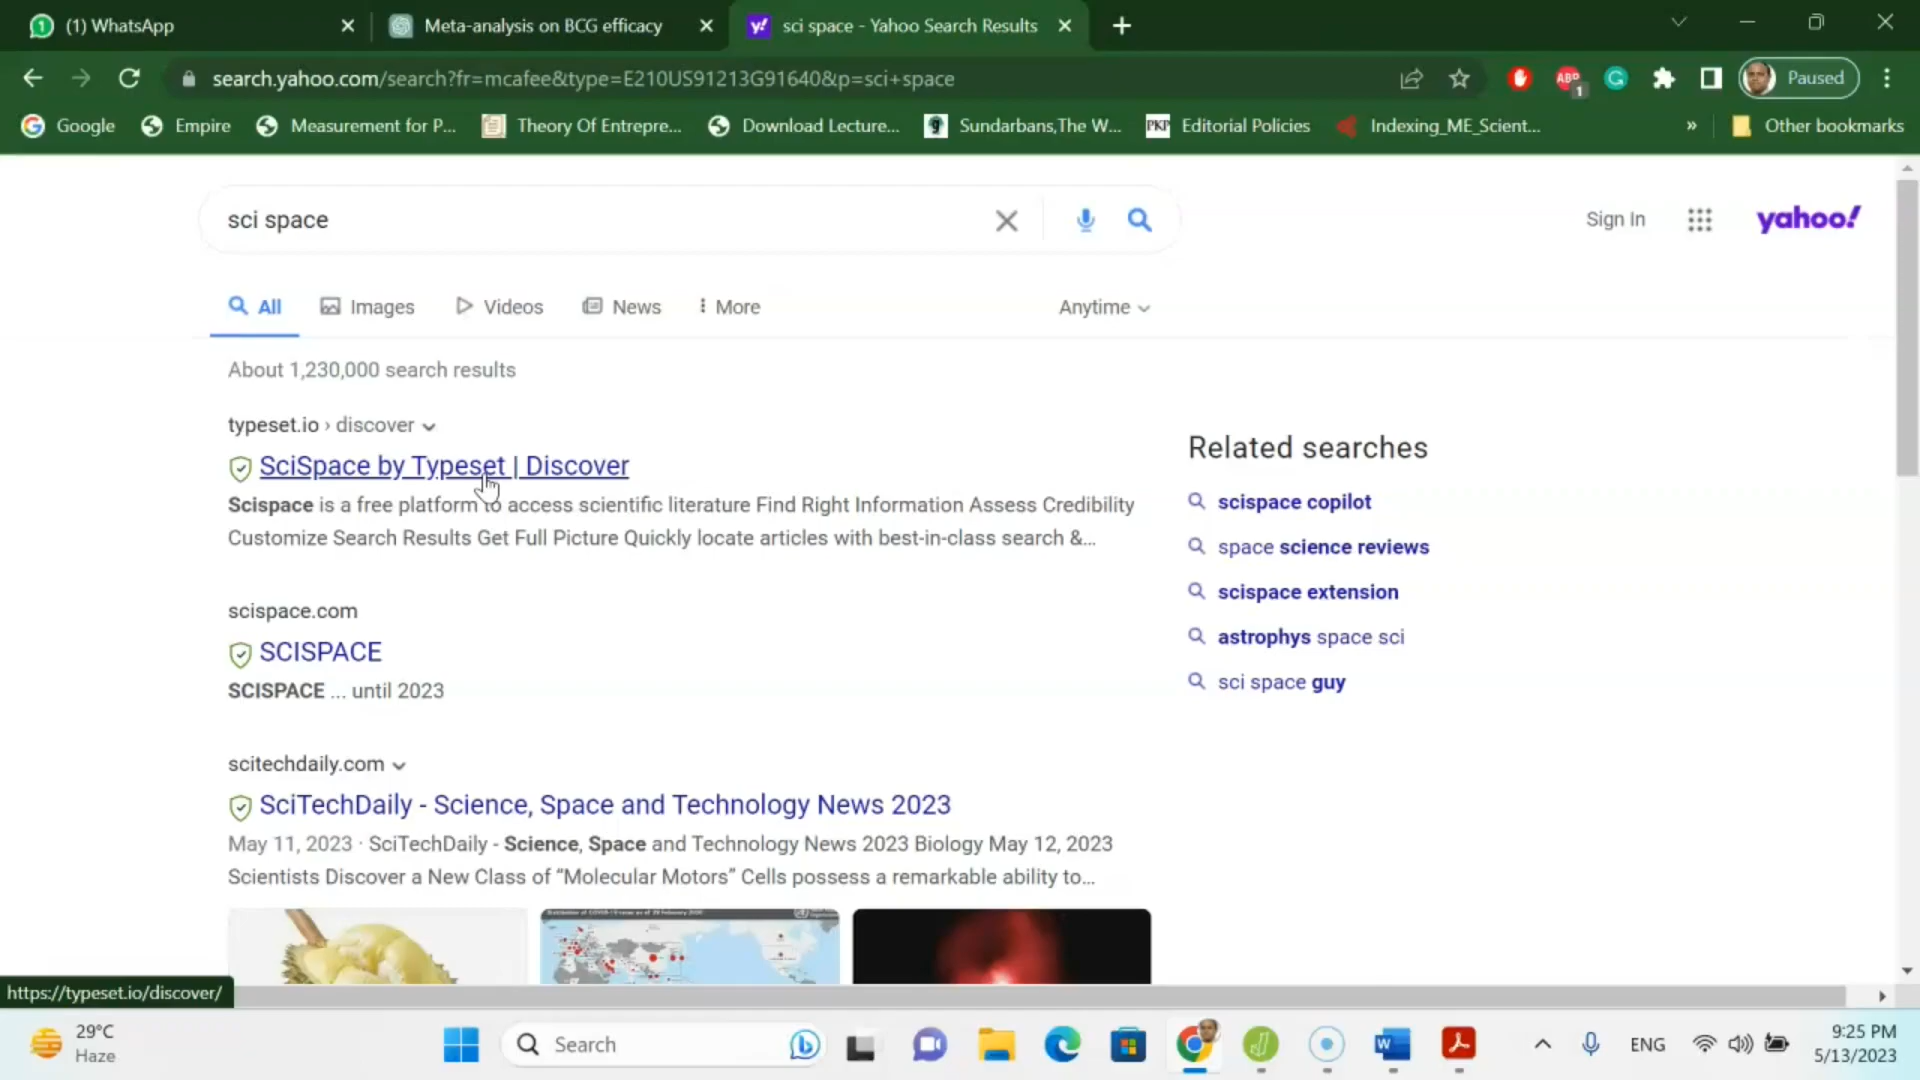 (1) WhatsApp
Meta-analysis on BCG efficacy
sci space - Yahoo Search Results
search.yahoo.com/search?fr=mcafee&type=E210US91213G91640&p=sci+space
ABP
1
Paused
Google
Empire
Measurement for P...
Theory Of Entrepre...
Download Lecture...
Sundarbans,The W...
PKP
Editorial Policies
Indexing_ME_Scient...
»
Other bookmarks
sci space
Sign In
yahoo!
All
Images
Videos
News
More
Anytime
About 1,230,000 search results
typeset.io › discover
SciSpace by Typeset | Discover
Scispace is a free platform to access scientific literature Find Right Information Assess Credibility
Customize Search Results Get Full Picture Quickly locate articles with best-in-class search &...
scispace.com
SCISPACE
SCISPACE ... until 2023
scitechdaily.com
SciTechDaily - Science, Space and Technology News 2023
May 11, 2023 · SciTechDaily - Science, Space and Technology News 2023 Biology May 12, 2023
Scientists Discover a New Class of “Molecular Motors” Cells possess a remarkable ability to...
Related searches
scispace copilot
space science reviews
scispace extension
astrophys space sci
sci space guy
https://typeset.io/discover/
29°C
Haze
Search
ENG
9:25 PM
5/13/2023